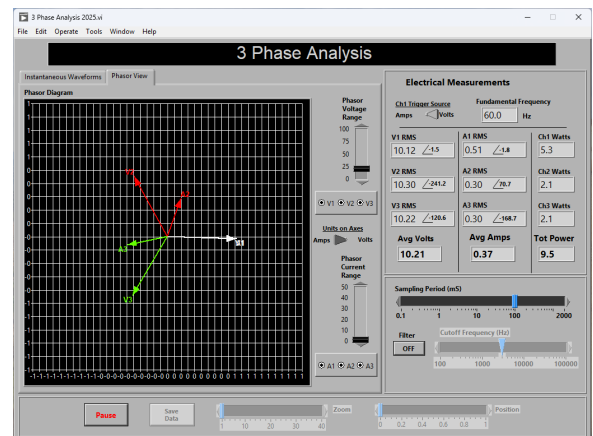 3 Phase Analysis 2025.vi
File Edit Operate Tools Window Help
3 Phase Analysis
Instantaneous Waveforms Phasor View
Phasor Diagram
V2
A2
A1
A3
V3
Phasor
Voltage
Range
100
75
50
25
0
V1 V2 V3
Units on Axes
Amps Volts
Phasor
Current
Range
50
40
30
20
10
0
A1 A2 A3
Electrical Measurements
Ch1 Trigger Source
Amps Volts
Fundamental Frequency
60.0 Hz
V1 RMS A1 RMS Ch1 Watts
10.12 ∠-1.5 0.51 ∠-1.8 5.3
V2 RMS A2 RMS Ch2 Watts
10.30 ∠-241.2 0.30 ∠70.7 2.1
V3 RMS A3 RMS Ch3 Watts
10.22 ∠-120.6 0.30 ∠-168.7 2.1
Avg Volts Avg Amps Tot Power
10.21 0.37 9.5
Sampling Period (mS)
0.1 1 10 100 2000
Filter Cutoff Frequency (Hz)
OFF
100 1000 10000 100000
Pause
Save
Data
Zoom
1 10 20 30 40
Position
0 0.2 0.4 0.6 0.8 1